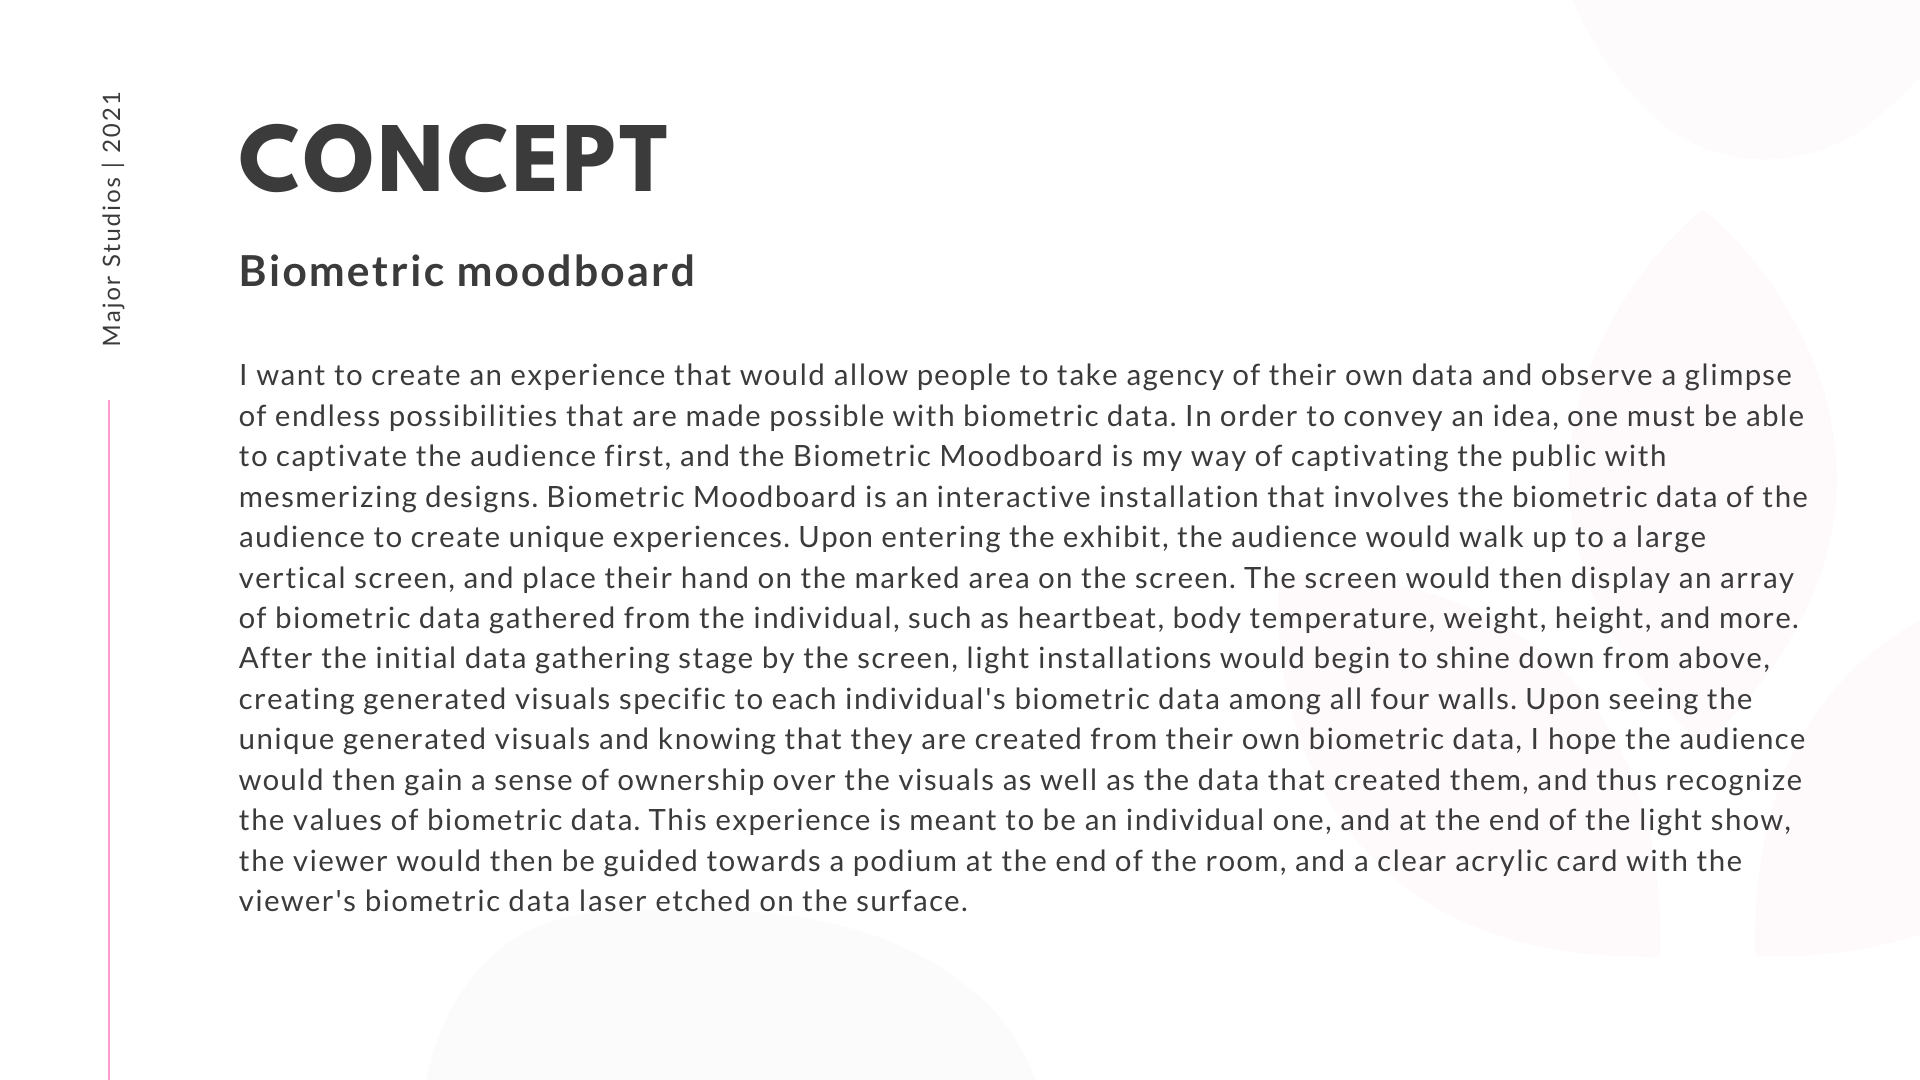 Major Studios | 2021
CONCEPT
Biometric moodboard
I want to create an experience that would allow people to take agency of their own data and observe a glimpse
of endless possibilities that are made possible with biometric data. In order to convey an idea, one must be able
to captivate the audience first, and the Biometric Moodboard is my way of captivating the public with
mesmerizing designs. Biometric Moodboard is an interactive installation that involves the biometric data of the
audience to create unique experiences. Upon entering the exhibit, the audience would walk up to a large
vertical screen, and place their hand on the marked area on the screen. The screen would then display an array
of biometric data gathered from the individual, such as heartbeat, body temperature, weight, height, and more.
After the initial data gathering stage by the screen, light installations would begin to shine down from above,
creating generated visuals specific to each individual's biometric data among all four walls. Upon seeing the
unique generated visuals and knowing that they are created from their own biometric data, I hope the audience
would then gain a sense of ownership over the visuals as well as the data that created them, and thus recognize
the values of biometric data. This experience is meant to be an individual one, and at the end of the light show,
the viewer would then be guided towards a podium at the end of the room, and a clear acrylic card with the
viewer's biometric data laser etched on the surface.